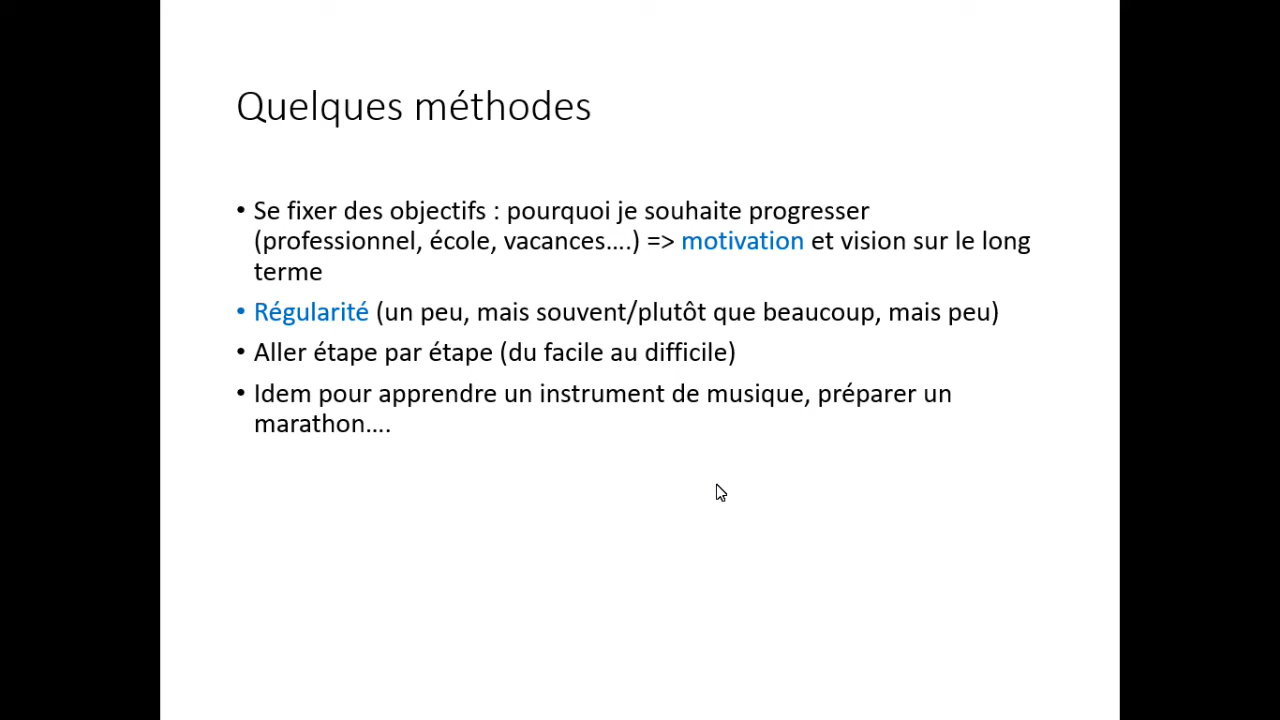 Quelques méthodes
• Se fixer des objectifs : pourquoi je souhaite progresser
(professionnel, école, vacances….) => motivation et vision sur le long
terme
• Régularité (un peu, mais souvent/plutôt que beaucoup, mais peu)
• Aller étape par étape (du facile au difficile)
• Idem pour apprendre un instrument de musique, préparer un
marathon….